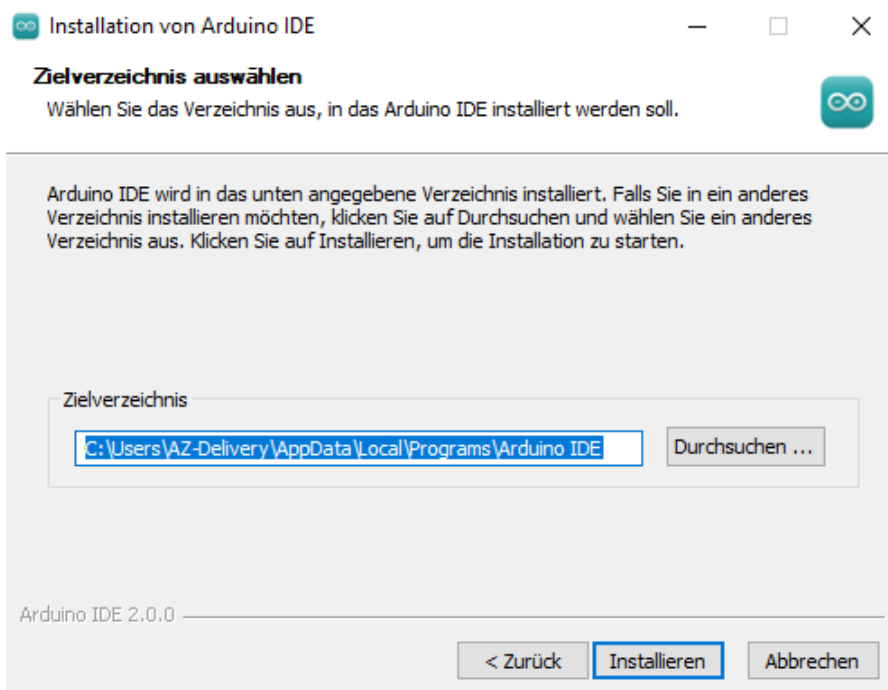 Installation von Arduino IDE
Zielverzeichnis auswählen
Wählen Sie das Verzeichnis aus, in das Arduino IDE installiert werden soll.
Arduino IDE wird in das unten angegebene Verzeichnis installiert. Falls Sie in ein anderes
Verzeichnis installieren möchten, klicken Sie auf Durchsuchen und wählen Sie ein anderes
Verzeichnis aus. Klicken Sie auf Installieren, um die Installation zu starten.
Zielverzeichnis
C:\Users\AZ-Delivery\AppData\Local\Programs\Arduino IDE
Durchsuchen ...
Arduino IDE 2.0.0
< Zurück
Installieren
Abbrechen